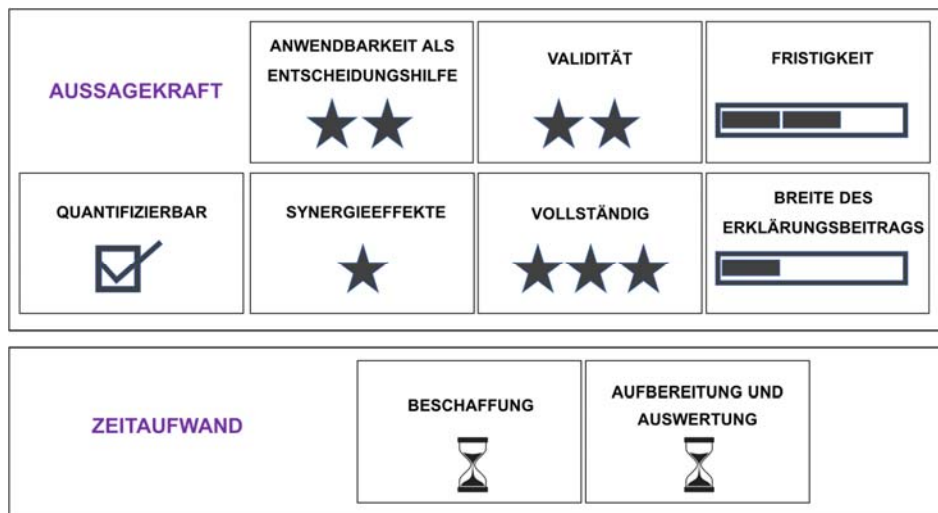 AUSSAGEKRAFT
ANWENDBARKEIT ALS
ENTSCHEIDUNGSHILFE
VALIDITÄT
FRISTIGKEIT
QUANTIFIZIERBAR
SYNERGIEEFFEKTE
VOLLSTÄNDIG
BREITE DES
ERKLÄRUNGSBEITRAGS
ZEITAUFWAND
BESCHAFFUNG
AUFBEREITUNG UND
AUSWERTUNG